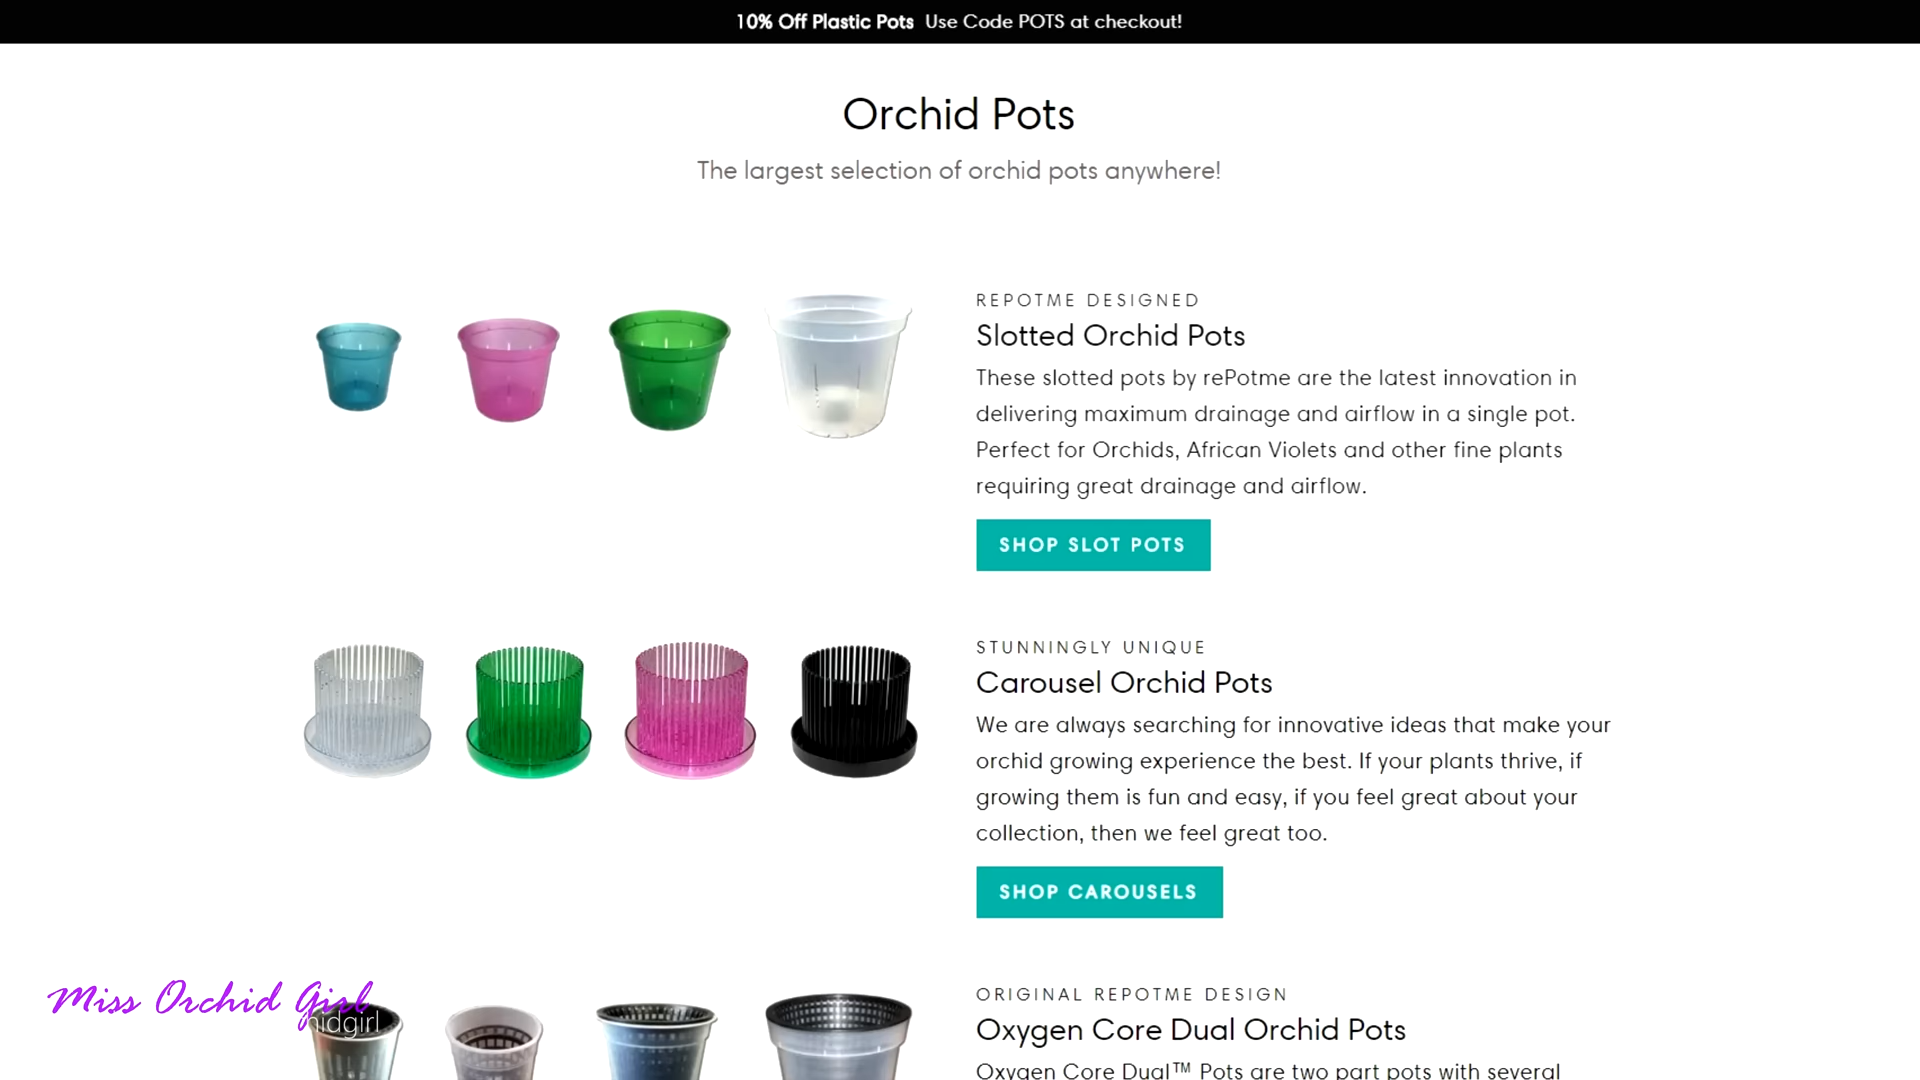 10% Off Plastic Pots Use Code POTS at checkout!
Orchid Pots
The largest selection of orchid pots anywhere!
REPOTME DESIGNED
Slotted Orchid Pots
These slotted pots by rePotme are the latest innovation in
delivering maximum drainage and airflow in a single pot.
Perfect for Orchids, African Violets and other fine plants
requiring great drainage and airflow.
SHOP SLOT POTS
STUNNINGLY UNIQUE
Carousel Orchid Pots
We are always searching for innovative ideas that make your
orchid growing experience the best. If your plants thrive, if
growing them is fun and easy, if you feel great about your
collection, then we feel great too.
SHOP CAROUSELS
ORIGINAL REPOTME DESIGN
Oxygen Core Dual Orchid Pots
Oxygen Core Dual™ Pots are two part pots with several
Miss Orchid Girl
hidgirl